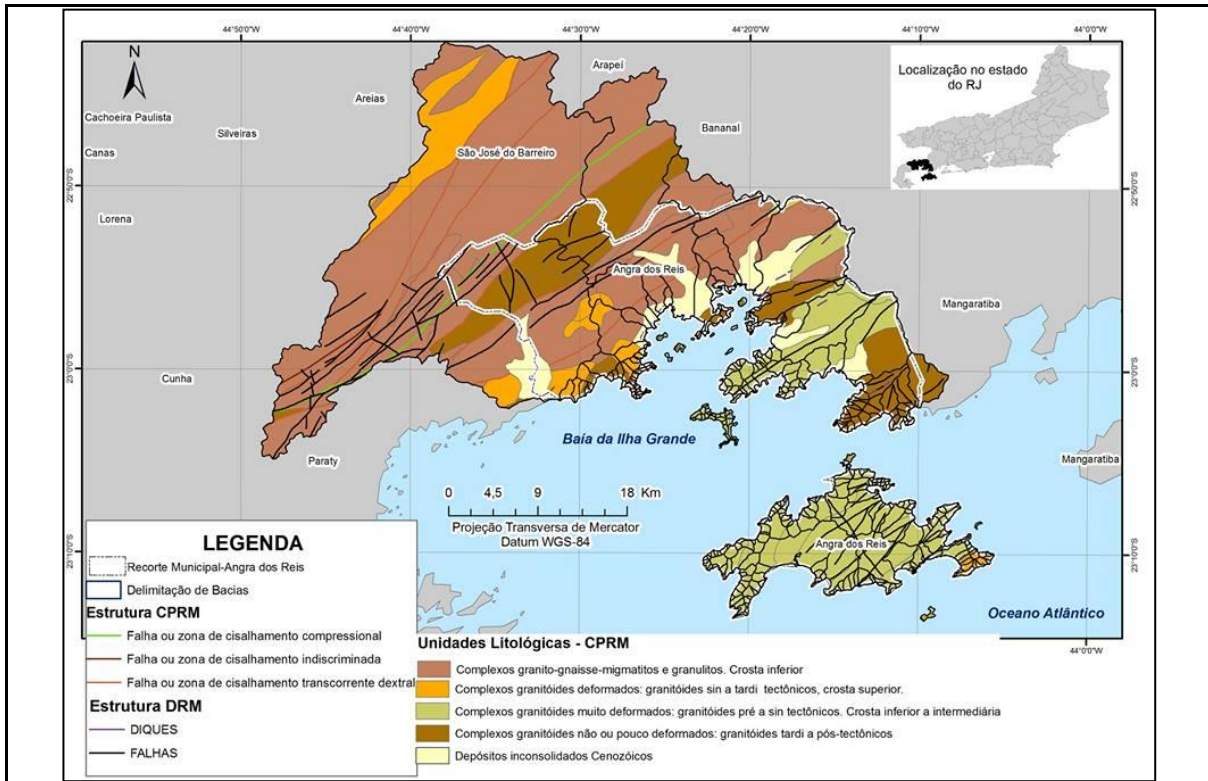 44°50'0"W
44°40'0"W
44°30'0"W
44°20'0"W
44°10'0"W
44°0'0"W
N
Localização no estado
do RJ
Arapeí
Areias
Cachoeira Paulista
Silveiras
Bananal
Canas
São José do Barreiro
22°50'0"S
22°50'0"S
Lorena
Angra dos Reis
Mangaratiba
23°0'0"S
23°0'0"S
Cunha
Baía da Ilha Grande
Paraty
Mangaratiba
0 4,5 9 18 Km
Projeção Transversa de Mercator
Datum WGS-84
Angra dos Reis
23°10'0"S
23°10'0"S
Oceano Atlântico
44°0'0"W
LEGENDA
Recorte Municipal-Angra dos Reis
Delimitação de Bacias
Estrutura CPRM
Falha ou zona de cisalhamento compressional
Falha ou zona de cisalhamento indiscriminada
Falha ou zona de cisalhamento transcorrente dextral
Estrutura DRM
DIQUES
FALHAS
Unidades Litológicas - CPRM
Complexos granito-gnaisse-migmatitos e granulitos. Crosta inferior
Complexos granitóides deformados: granitóides sin a tardi tectônicos, crosta superior.
Complexos granitóides muito deformados: granitóides pré a sin tectônicos. Crosta inferior a intermediária
Complexos granitóides não ou pouco deformados: granitóides tardi a pós-tectônicos
Depósitos inconsolidados Cenozóicos